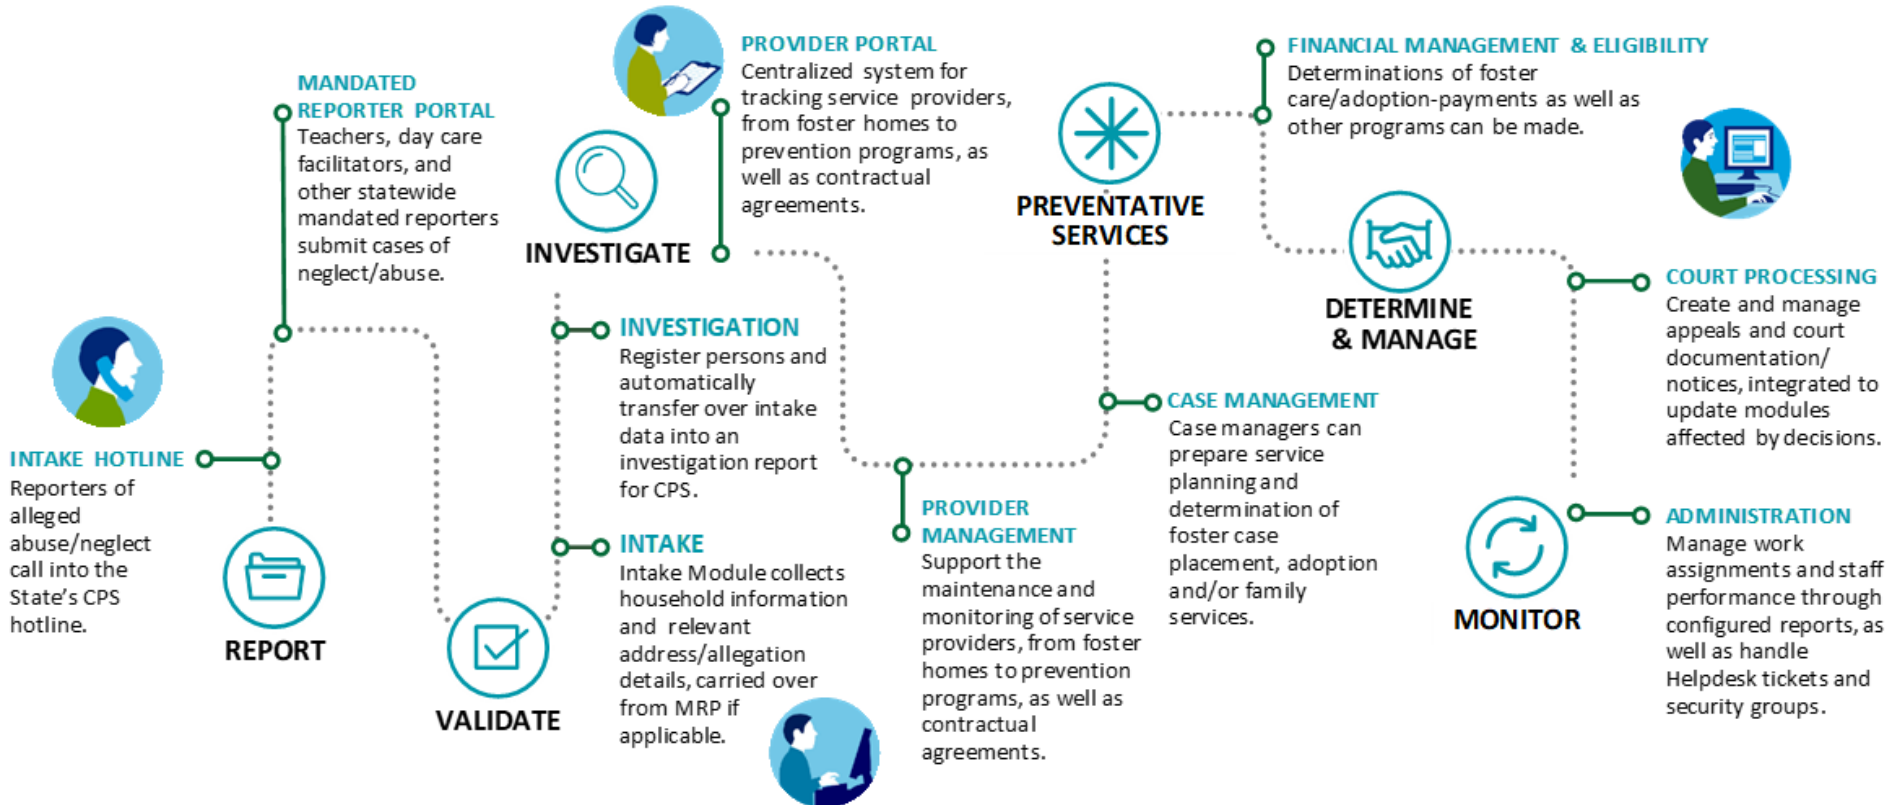 INTAKE HOTLINE
Reporters of
alleged
abuse/neglect
call into the
State’s CPS
hotline.
REPORT
MANDATED
REPORTER PORTAL
Teachers, day care
facilitators, and
other statewide
mandated reporters
submit cases of
neglect/abuse.
VALIDATE
INTAKE
Intake Module collects
household information
and relevant
address/allegation
details, carried over
from MRP if
applicable.
INVESTIGATION
Register persons and
automatically
transfer over intake
data into an
investigation report
for CPS.
INVESTIGATE
PROVIDER PORTAL
Centralized system for
tracking service providers,
from foster homes to
prevention programs, as
well as contractual
agreements.
PROVIDER
MANAGEMENT
Support the
maintenance and
monitoring of service
providers, from foster
homes to prevention
programs, as well as
contractual
agreements.
CASE MANAGEMENT
Case managers can
prepare service
planning and
determination of
foster case
placement, adoption
and/or family
services.
PREVENTATIVE
SERVICES
FINANCIAL MANAGEMENT & ELIGIBILITY
Determinations of foster
care/adoption-payments as well as
other programs can be made.
DETERMINE
& MANAGE
COURT PROCESSING
Create and manage
appeals and court
documentation/
notices, integrated to
update modules
affected by decisions.
MONITOR
ADMINISTRATION
Manage work
assignments and staff
performance through
configured reports, as
well as handle
Helpdesk tickets and
security groups.